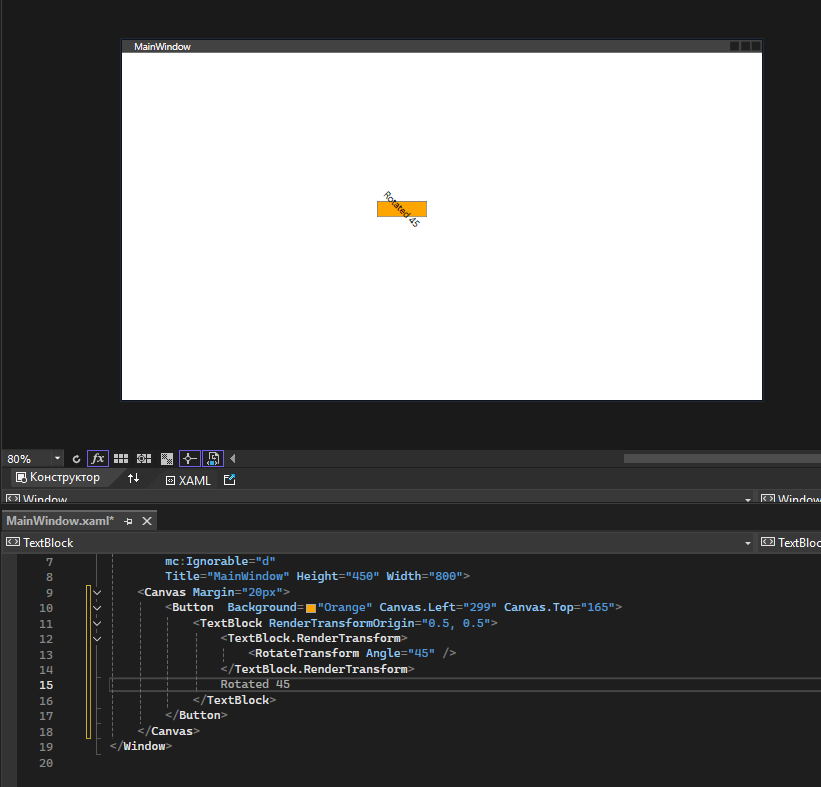 MainWindow
Rotated 45
80%
fx
Конструктор
XAML
Window
Window
MainWindow.xaml*
TextBlock
TextBloc
7 mc:Ignorable="d"
8 Title="MainWindow" Height="450" Width="800">
9 <Canvas Margin="20px">
10 <Button Background="Orange" Canvas.Left="299" Canvas.Top="165">
11 <TextBlock RenderTransformOrigin="0.5, 0.5">
12 <TextBlock.RenderTransform>
13 <RotateTransform Angle="45" />
14 </TextBlock.RenderTransform>
15 Rotated 45
16 </TextBlock>
17 </Button>
18 </Canvas>
19 </Window>
20